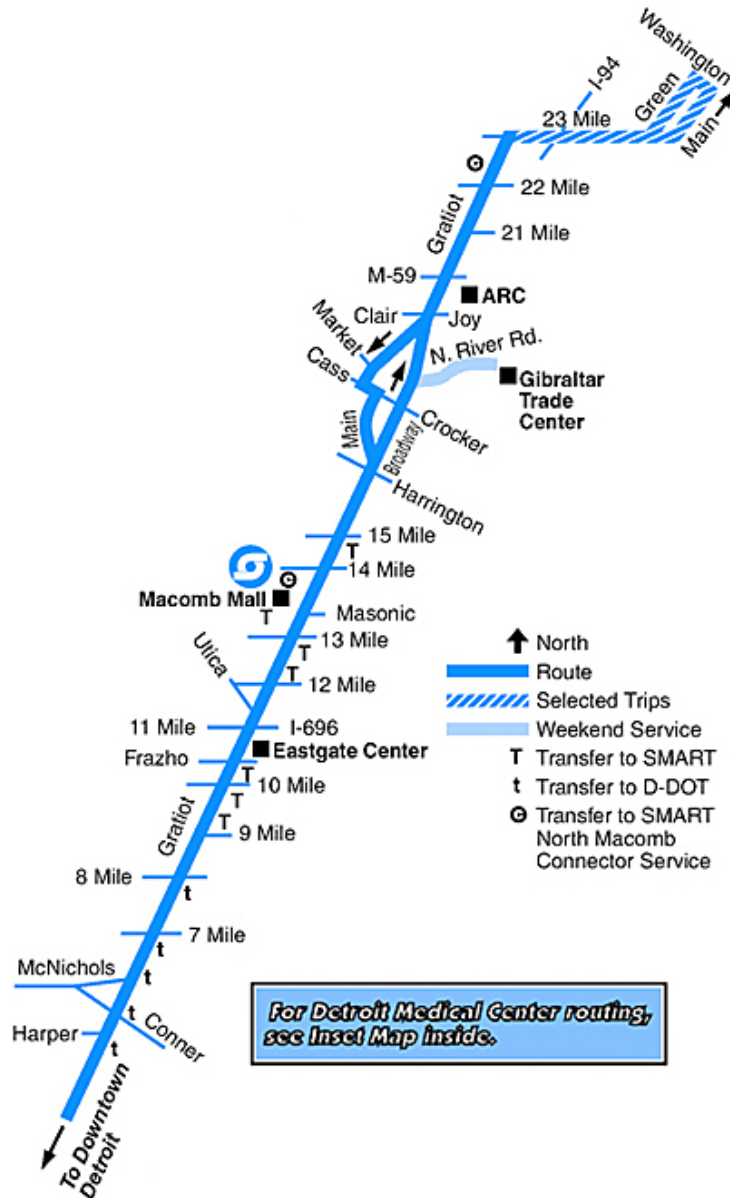 Washington
I-94
Green
23 Mile
Main
22 Mile
Gratiot
21 Mile
M-59
ARC
Clair
Joy
Market
N. River Rd.
Cass
Gibraltar
Trade
Center
Crocker
Main
Broadway
Harrington
15 Mile
T
14 Mile
Macomb Mall
T
Masonic
13 Mile
T
Utica
T
12 Mile
11 Mile
I-696
Eastgate Center
Frazho
T
10 Mile
T
Gratiot
T
9 Mile
8 Mile
t
7 Mile
t
McNichols
t
t
Conner
Harper
t
To Downtown
Detroit
North
Route
Selected Trips
Weekend Service
T Transfer to SMART
t Transfer to D-DOT
Transfer to SMART
North Macomb
Connector Service
For Detroit Medical Center routing,
see Inset Map inside.